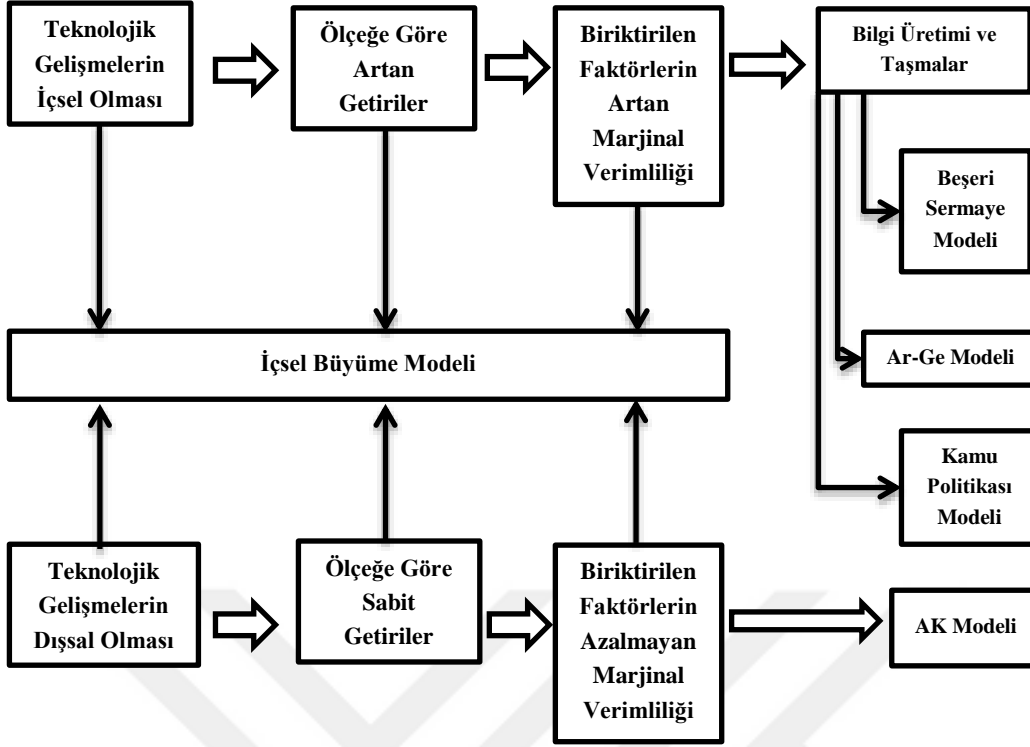 Teknolojik
Gelişmelerin
İçsel Olması
Ölçeğe Göre
Artan
Getiriler
Biriktirilen
Faktörlerin
Artan
Marjinal
Verimliliği
Bilgi Üretimi ve
Taşmalar
Beşeri
Sermaye
Modeli
İçsel Büyüme Modeli
Ar-Ge Modeli
Kamu
Politikası
Modeli
Teknolojik
Gelişmelerin
Dışsal Olması
Ölçeğe Göre
Sabit
Getiriler
Biriktirilen
Faktörlerin
Azalmayan
Marjinal
Verimliliği
AK Modeli